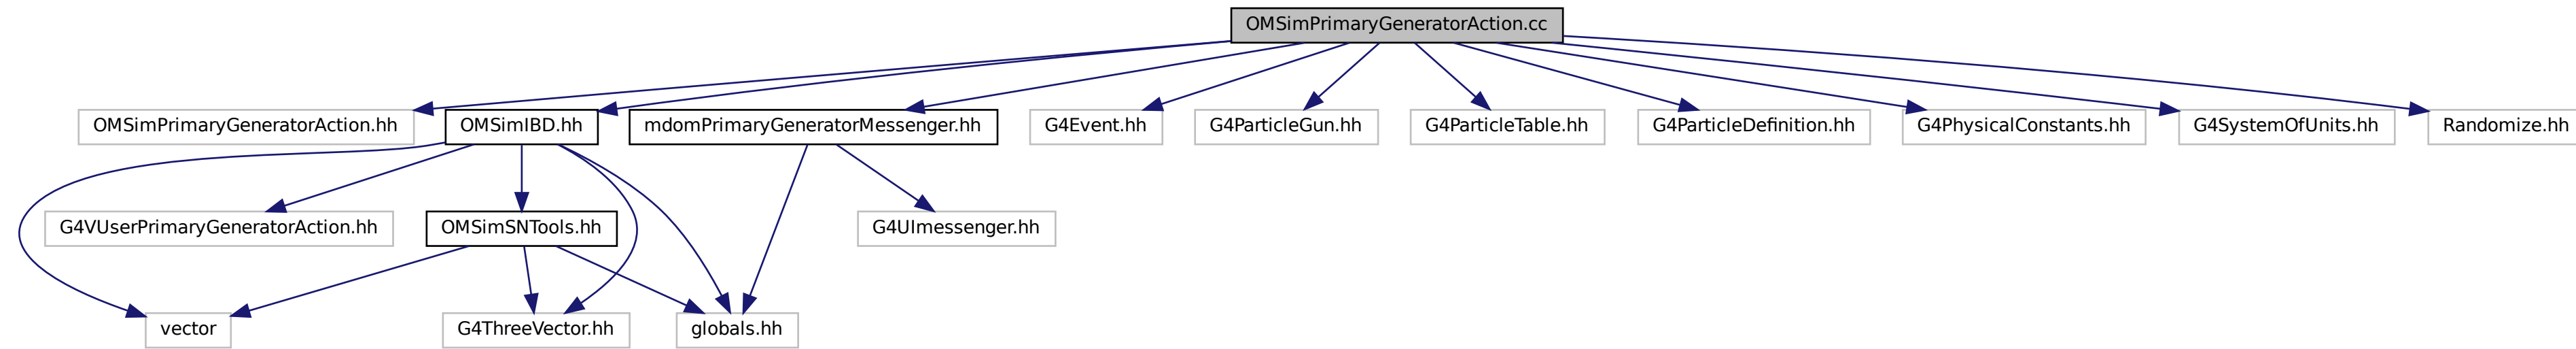 OMSimPrimaryGeneratorAction.cc
OMSimPrimaryGeneratorAction.hh
OMSimIBD.hh
mdomPrimaryGeneratorMessenger.hh
G4Event.hh
G4ParticleGun.hh
G4ParticleTable.hh
G4ParticleDefinition.hh
G4PhysicalConstants.hh
G4SystemOfUnits.hh
Randomize.hh
G4VUserPrimaryGeneratorAction.hh
OMSimSNTools.hh
G4UImessenger.hh
vector
G4ThreeVector.hh
globals.hh